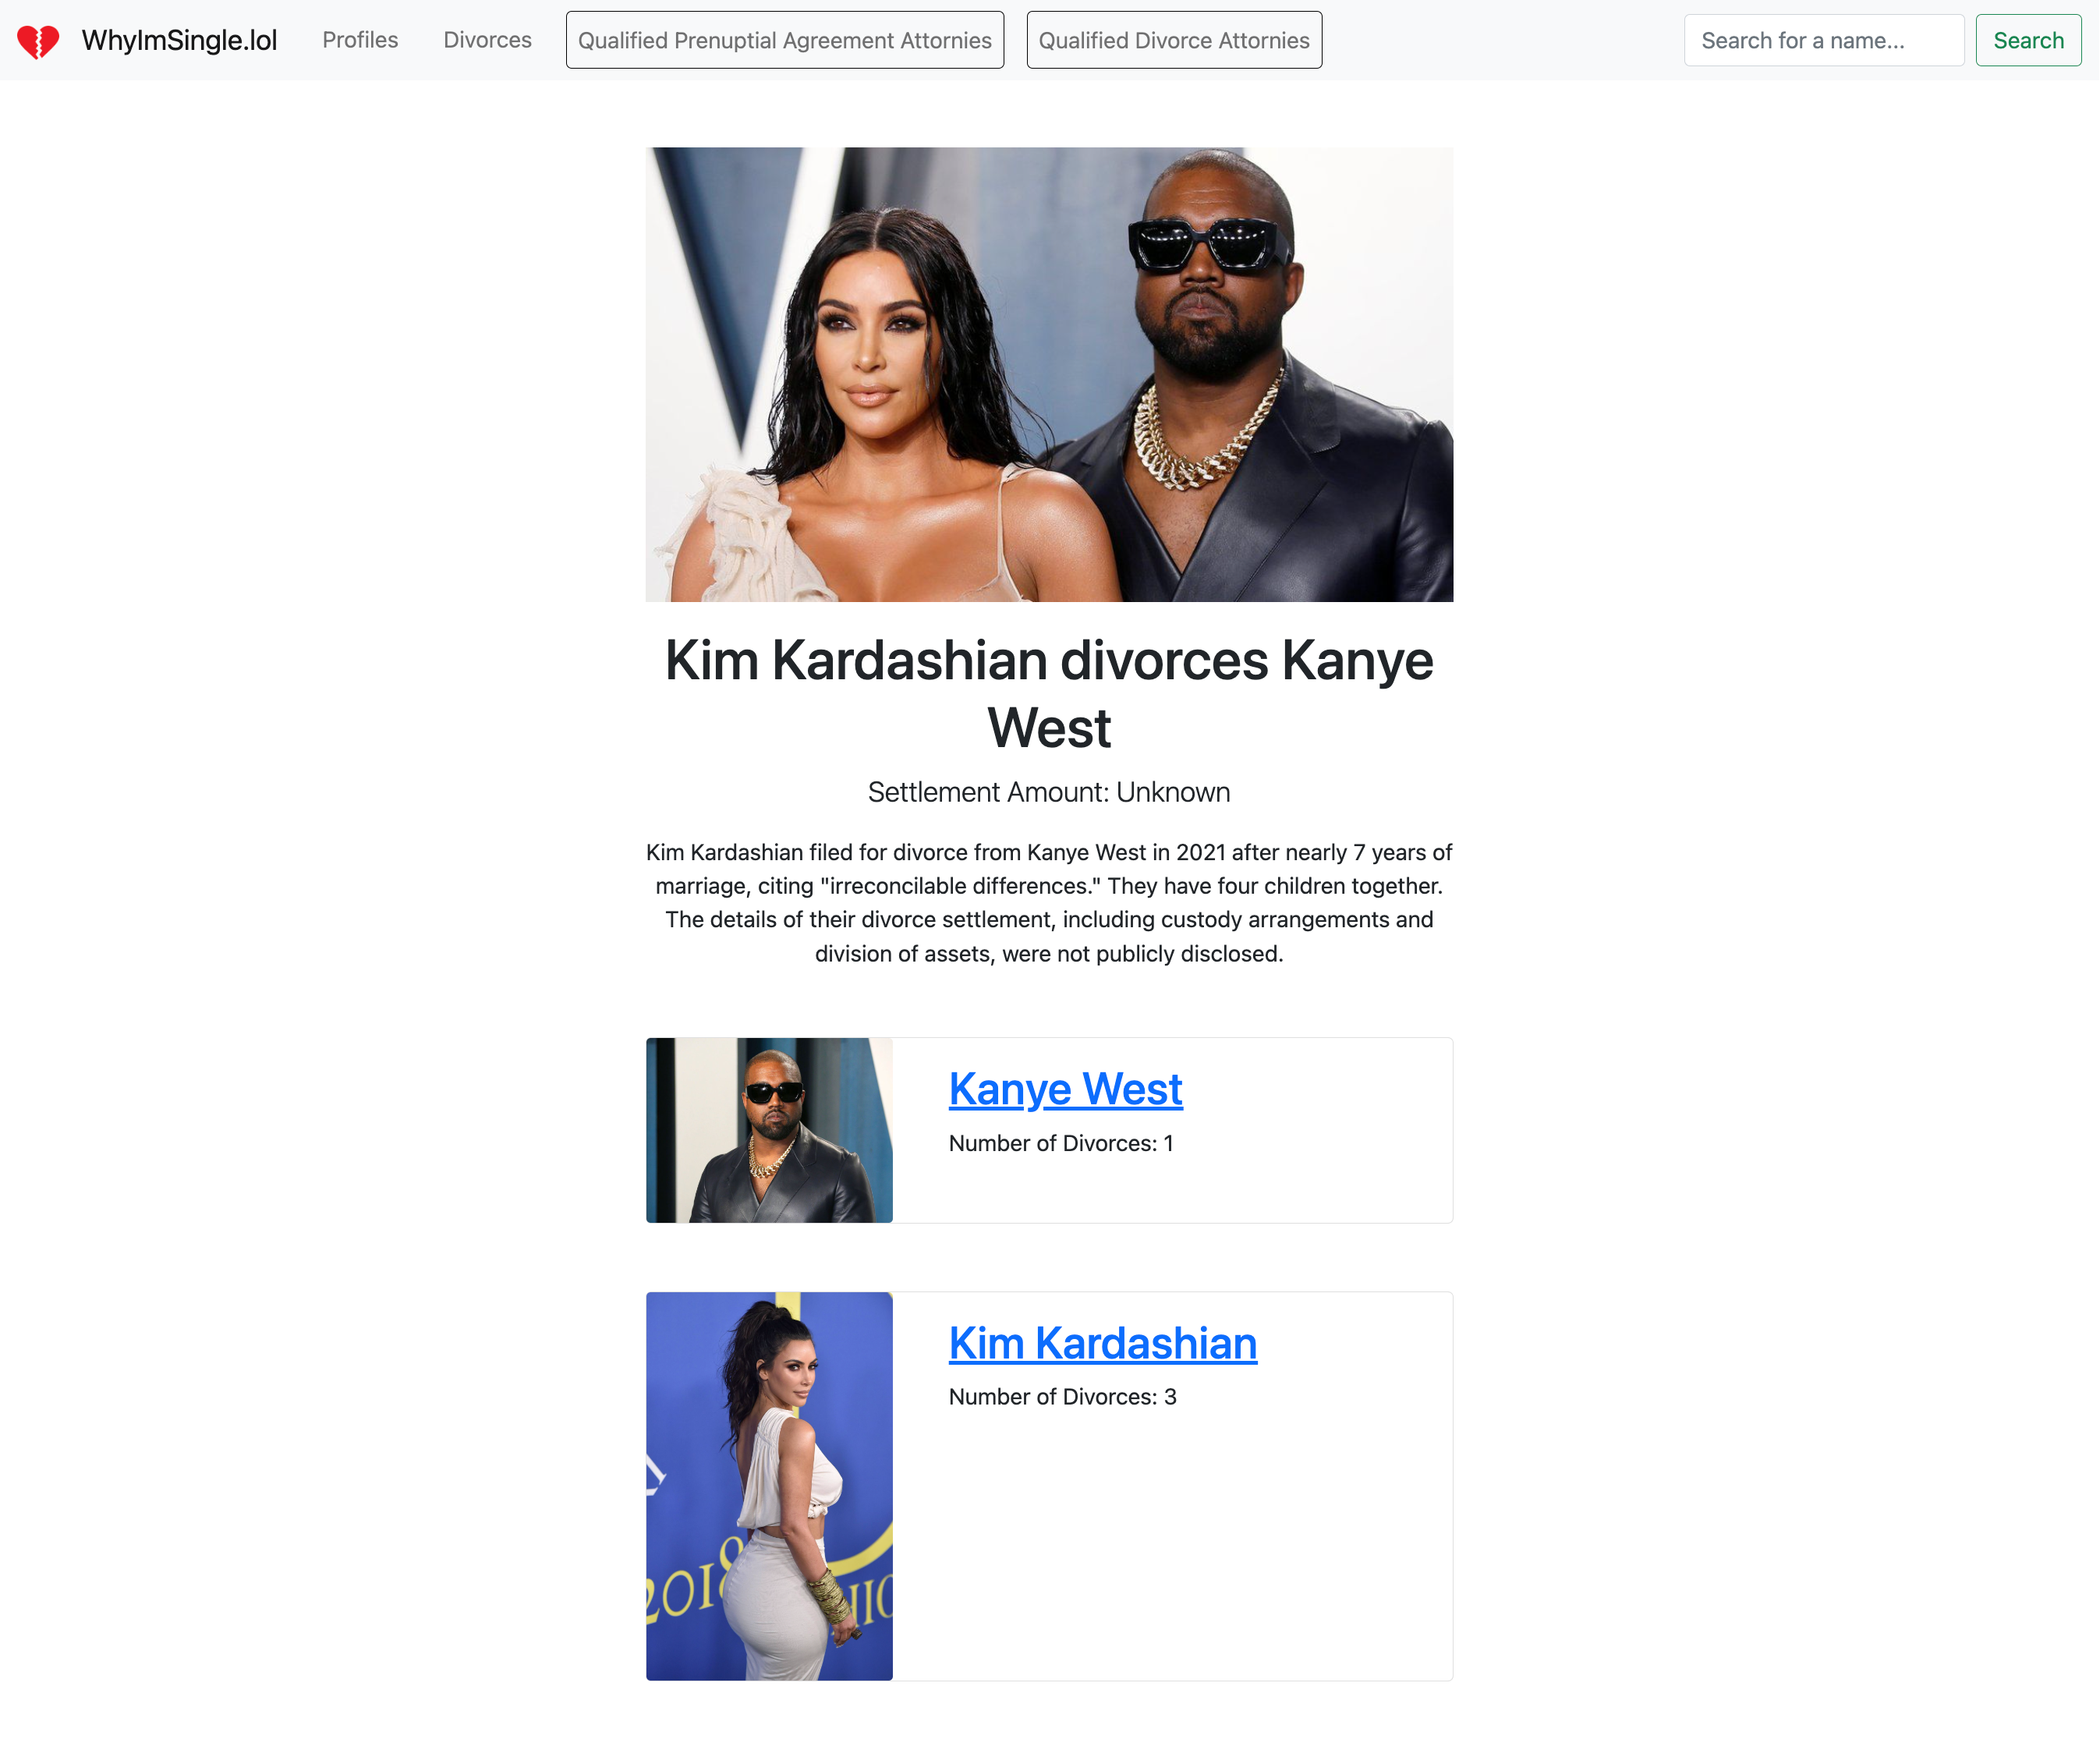 WhyImSingle.lol Profiles Divorces Qualified Prenuptial Agreement Attornies Qualified Divorce Attornies Search for a name... Search
Kim Kardashian divorces Kanye
West
Settlement Amount: Unknown
Kim Kardashian filed for divorce from Kanye West in 2021 after nearly 7 years of
marriage, citing "irreconcilable differences." They have four children together.
The details of their divorce settlement, including custody arrangements and
division of assets, were not publicly disclosed.
Kanye West
Number of Divorces: 1
Kim Kardashian
Number of Divorces: 3
2018